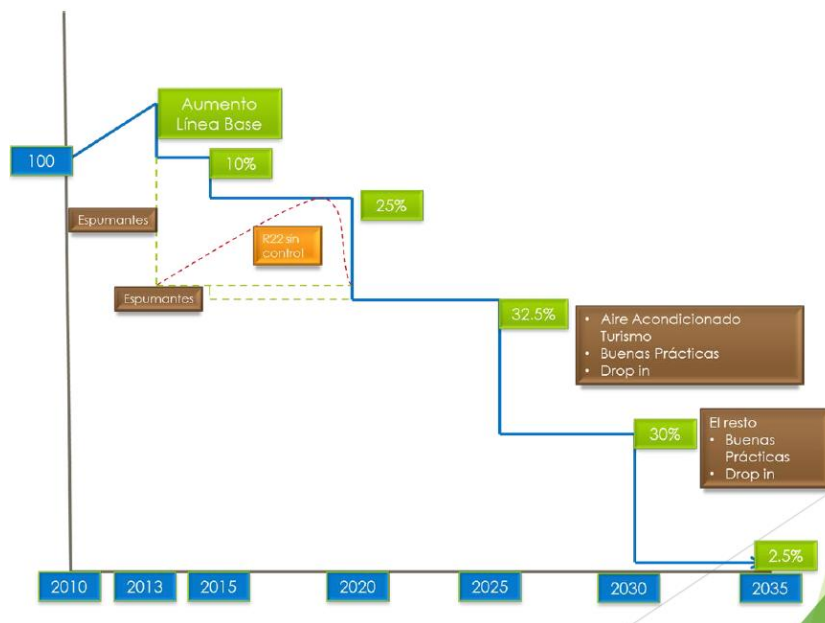 Aumento
Línea Base
100
10%
Espumantes
25%
R22 sin
control
Espumantes
32.5%
• Aire Acondicionado
Turismo
• Buenas Prácticas
• Drop in
30%
El resto
• Buenas
Prácticas
• Drop in
2.5%
2010
2013
2015
2020
2025
2030
2035